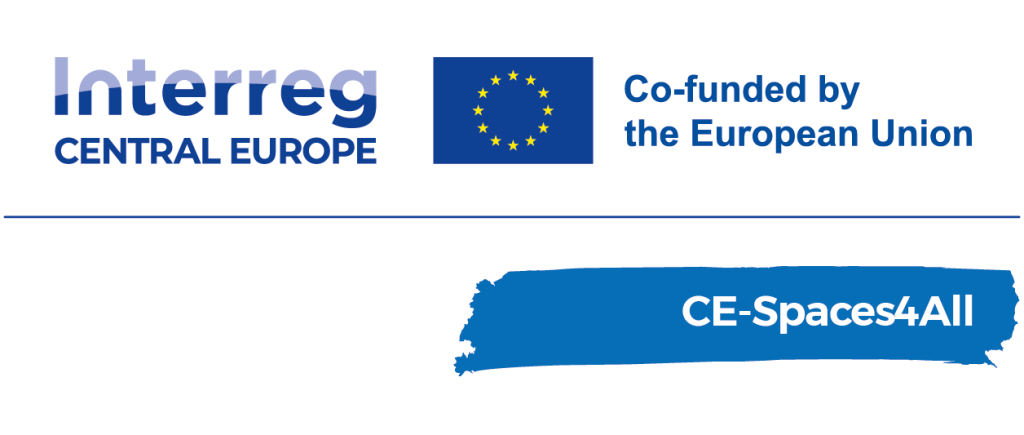 Interreg
CENTRAL EUROPE
Co-funded by
the European Union
CE-Spaces4All